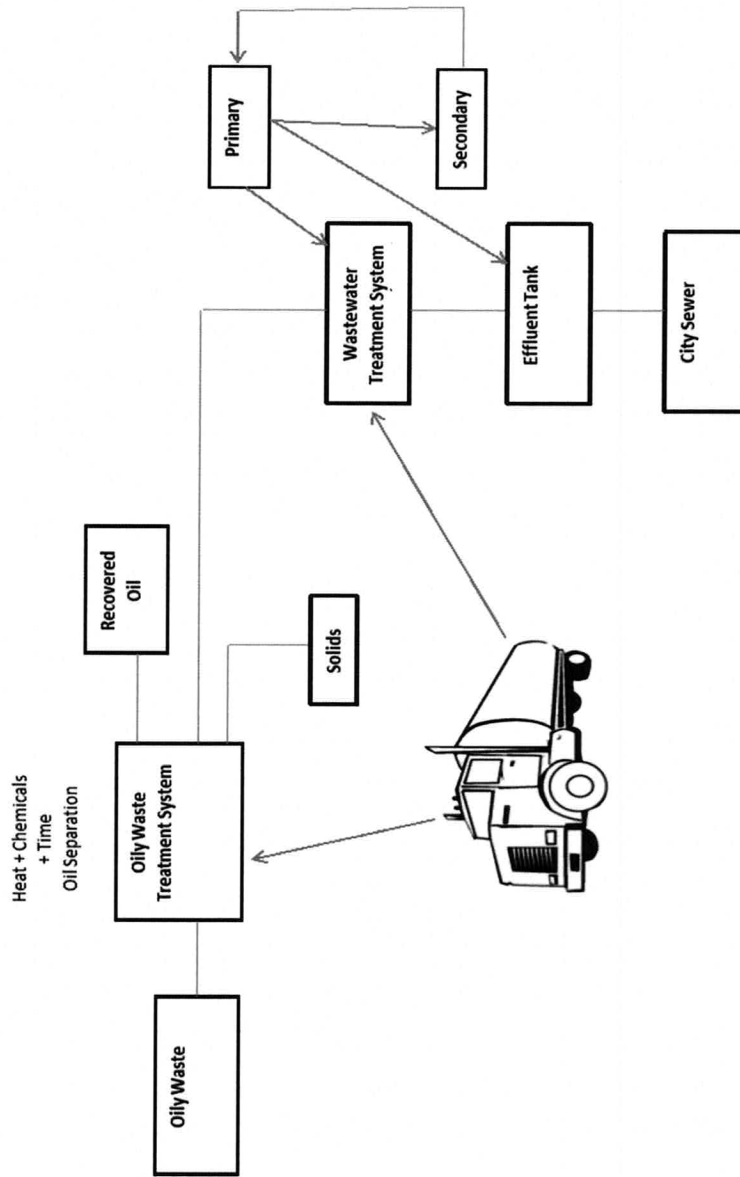 Heat + Chemicals
+ Time
Oil Separation
Oily Waste
Oily Waste
Treatment System
Recovered
Oil
Solids
Wastewater
Treatment System
Primary
Secondary
Effluent Tank
City Sewer